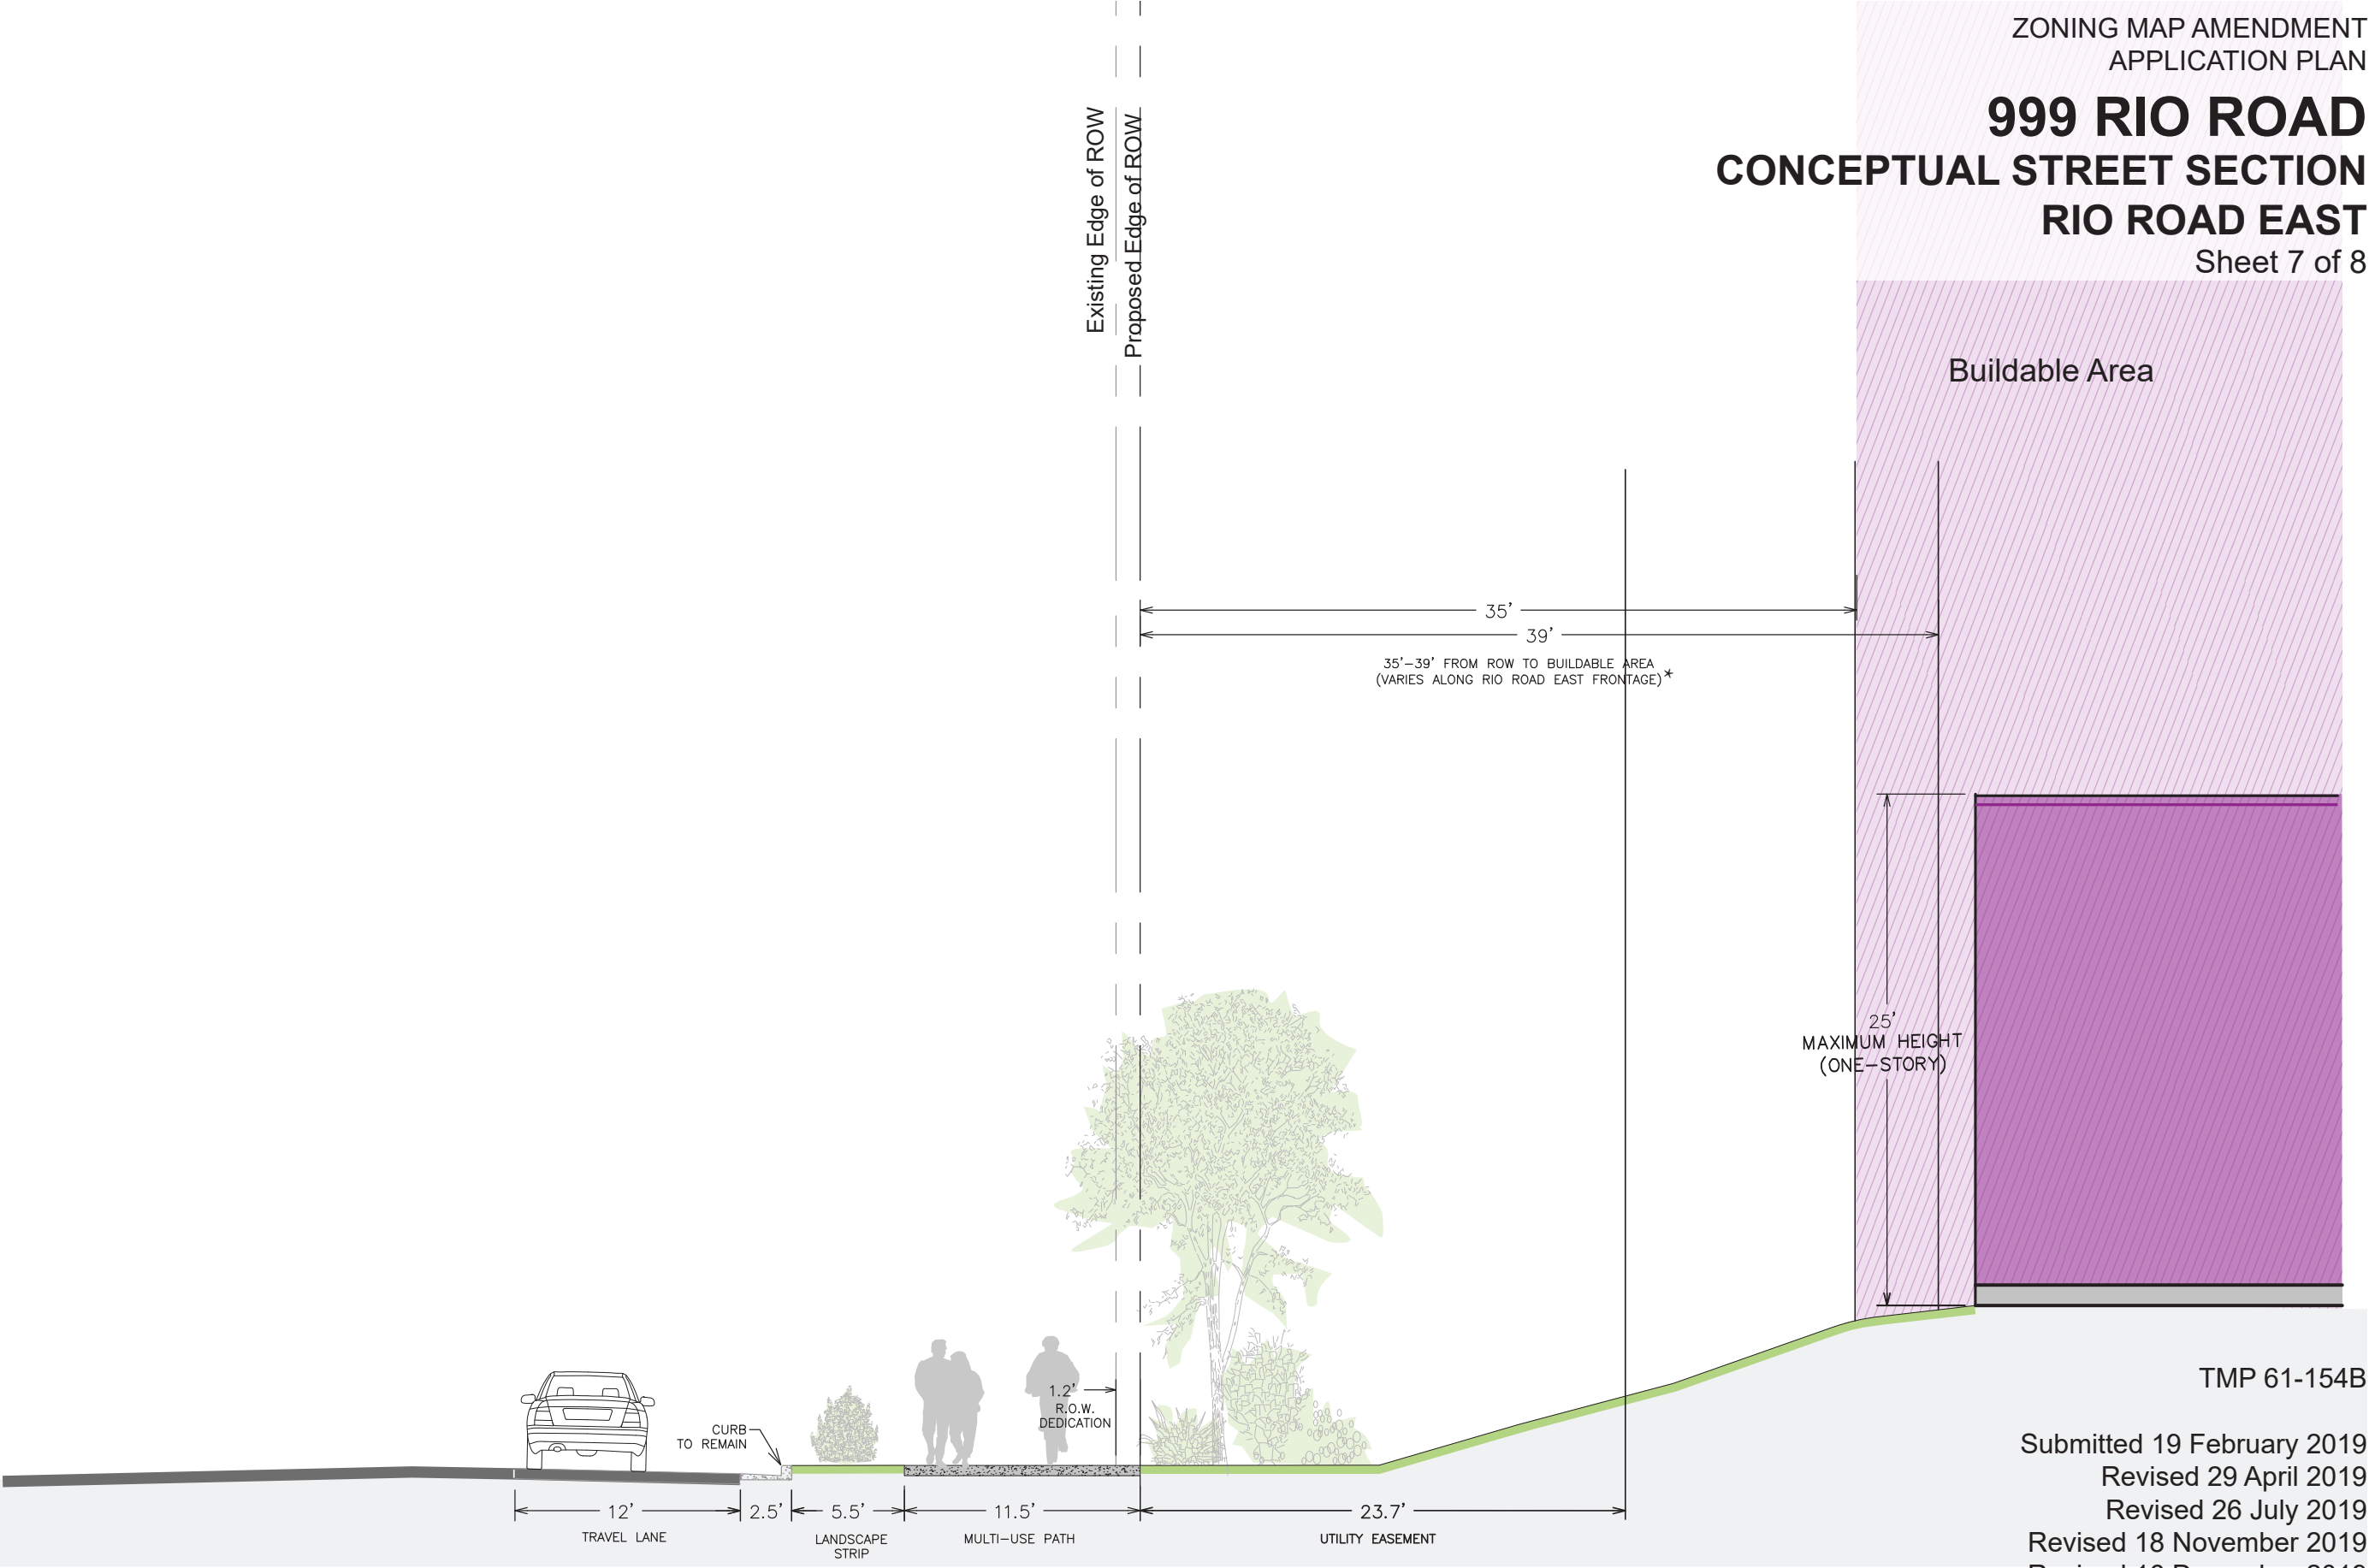 ZONING MAP AMENDMENT
APPLICATION PLAN
999 RIO ROAD
CONCEPTUAL STREET SECTION
RIO ROAD EAST
Sheet 7 of 8
Existing Edge of ROW
Proposed Edge of ROW
Buildable Area
35'
39'
35'-39' FROM ROW TO BUILDABLE AREA
(VARIES ALONG RIO ROAD EAST FRONTAGE)*
25'
MAXIMUM HEIGHT
(ONE-STORY)
1.2'
R.O.W.
DEDICATION
CURB
TO REMAIN
12'
TRAVEL LANE
2.5'
5.5'
LANDSCAPE
STRIP
11.5'
MULTI-USE PATH
23.7'
UTILITY EASEMENT
TMP 61-154B
Submitted 19 February 2019
Revised 29 April 2019
Revised 26 July 2019
Revised 18 November 2019